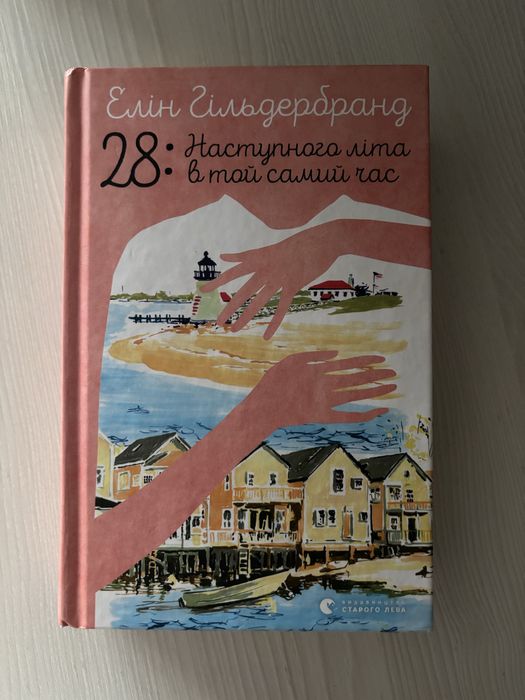 Елін Гільдербранд
28: Наступного літа
в той самий час
видавництво
СТАРОГО ЛЕВА